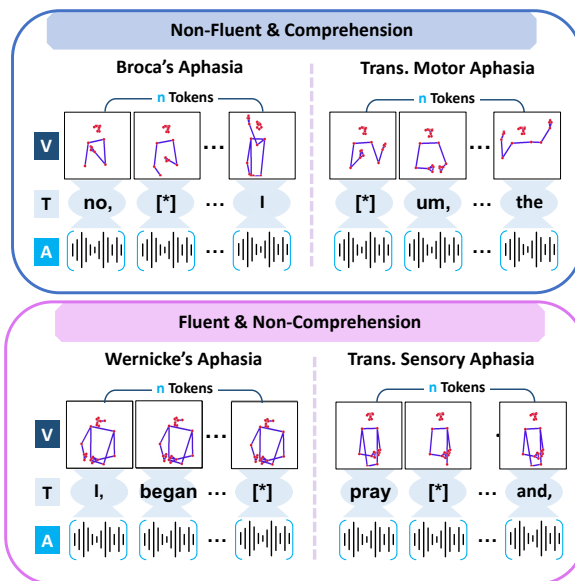 Non-Fluent & Comprehension
Broca's Aphasia
Trans. Motor Aphasia
n Tokens
n Tokens
V
...
...
T
no,
[*]
...
I
[*]
um,
...
the
A
...
...
Fluent & Non-Comprehension
Wernicke's Aphasia
Trans. Sensory Aphasia
n Tokens
n Tokens
V
...
T
I,
began
...
[*]
pray
[*]
...
and,
A
...
...